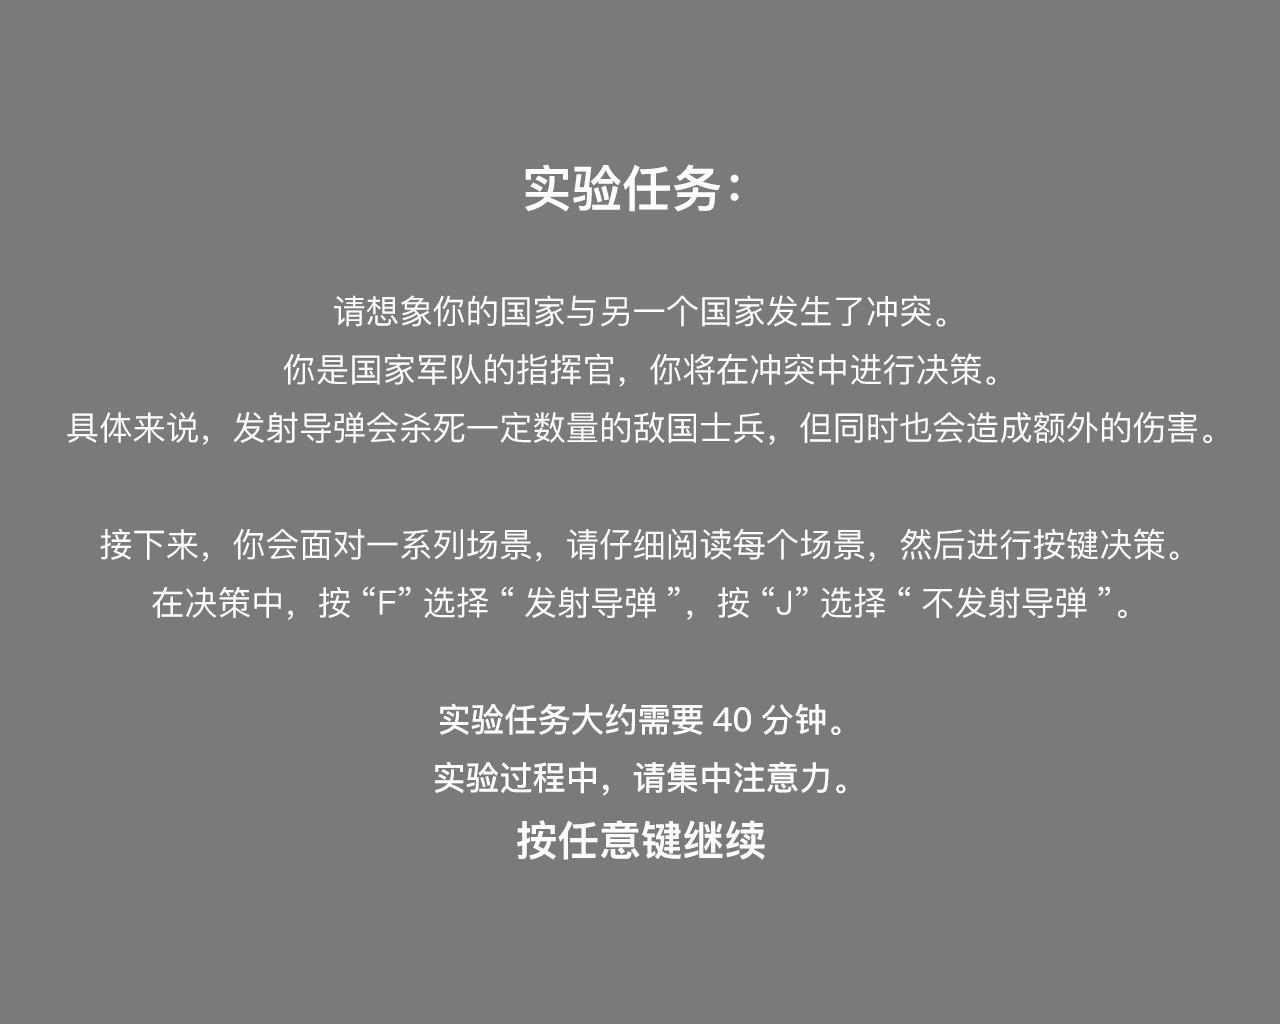 实验任务：
请想象你的国家与另一个国家发生了冲突。
你是国家军队的指挥官，你将在冲突中进行决策。
具体来说，发射导弹会杀死一定数量的敌国士兵，但同时也会造成额外的伤害。
接下来，你会面对一系列场景，请仔细阅读每个场景，然后进行按键决策。
在决策中，按 “F” 选择 “ 发射导弹 ”，按 “J” 选择 “ 不发射导弹 ”。
实验任务大约需要 40 分钟。
实验过程中，请集中注意力。
按任意键继续